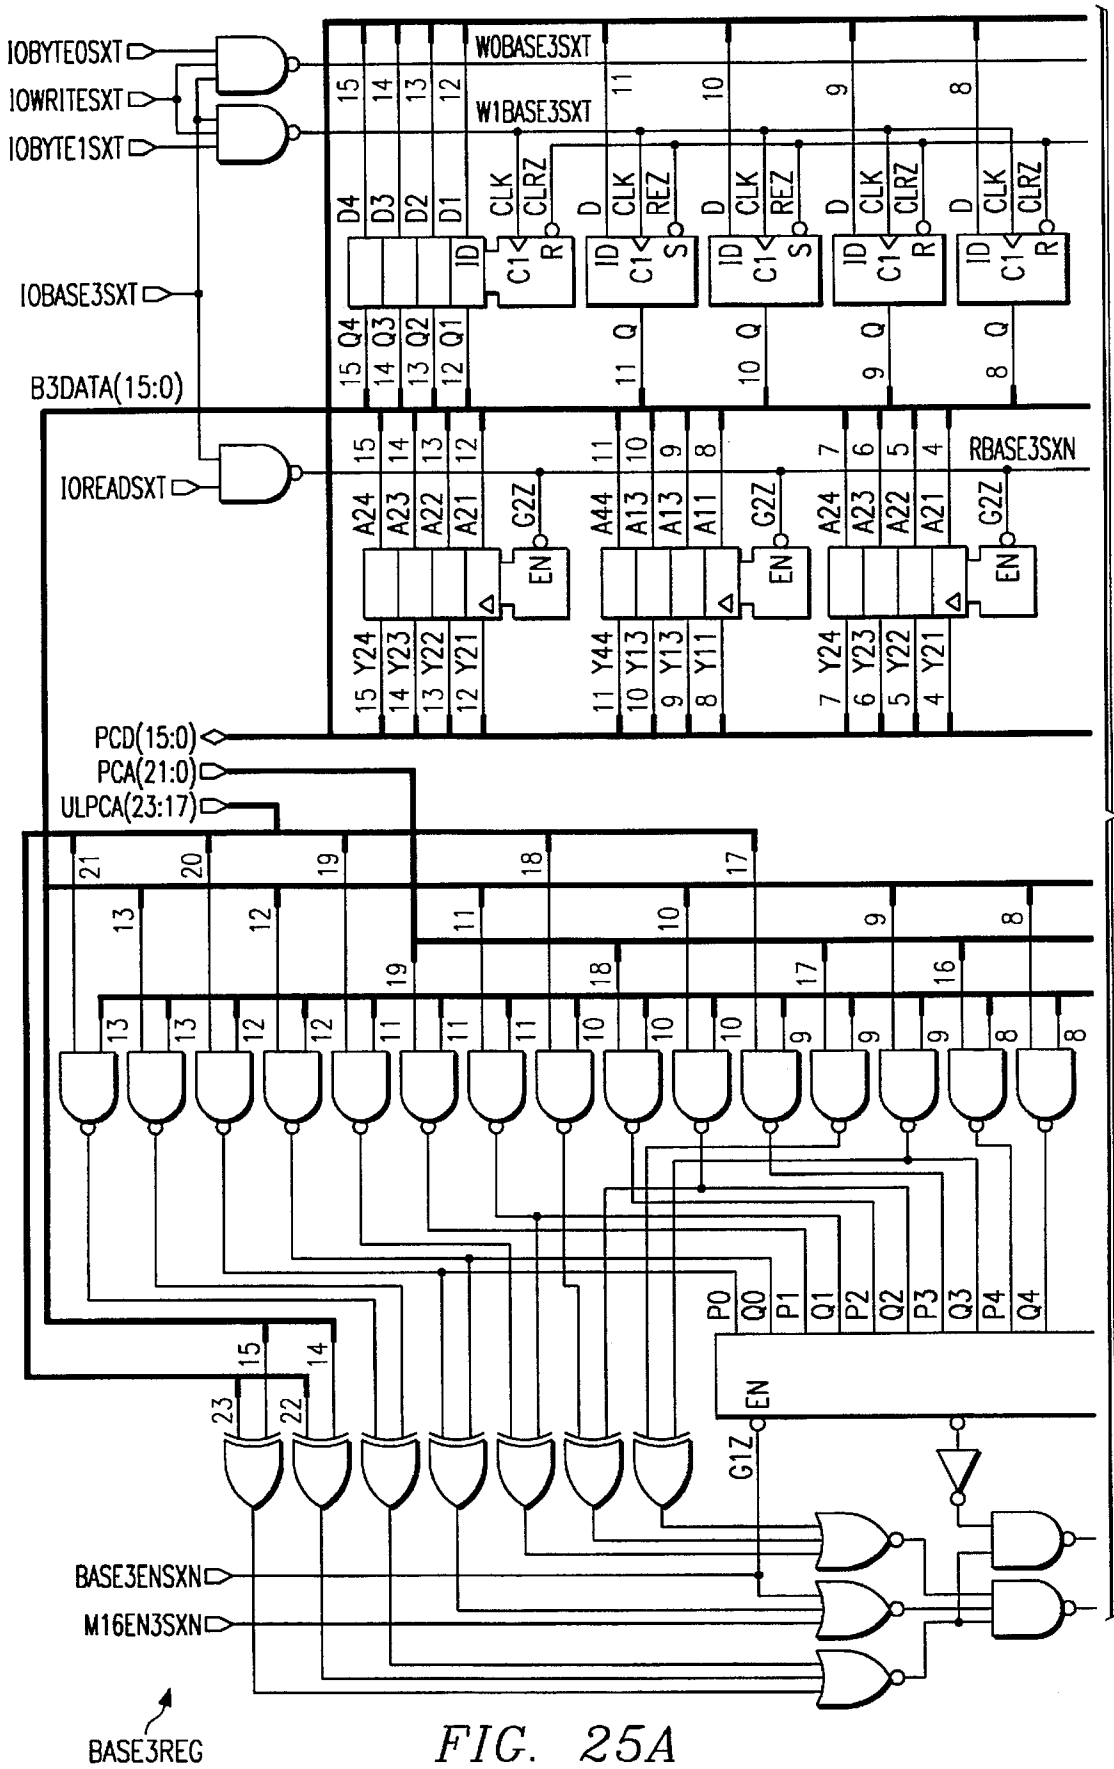 IOBYTE0SXT
IOWRITESXT
IOBYTE1SXT
W0BASE3SXT
W1BASE3SXT
15 14 13 12 11 10 9 8
D4 D3 D2 D1 CLK CLRZ D CLK REZ D CLK REZ D CLK CLRZ D CLK CLRZ
ID C1 R ID C1 S ID C1 S ID C1 R ID C1 R
IOBASE3SXT
Q4 Q3 Q2 Q1 Q Q Q Q
15 14 13 12 11 10 9 8
B3DATA(15:0)
15 14 13 12 11 10 9 8 7 6 5 4
RBASE3SXN
IOREADSXT
A24 A23 A22 A21 G2Z A44 A13 A13 A11 G2Z A24 A23 A22 A21 G2Z
EN EN EN
Y24 Y23 Y22 Y21 Y44 Y13 Y13 Y11 Y24 Y23 Y22 Y21
15 14 13 12 11 10 9 8 7 6 5 4
PCD(15:0)
PCA(21:0)
ULPCA(23:17)
21 20 19 18 17
13 12 11 10 9 8
19 18 17 16
13 13 12 12 11 11 11 10 10 10 9 9 9 8 8
P0 Q0 P1 Q1 P2 Q2 P3 Q3 P4 Q4
15 14
23 22
EN
G1Z
BASE3ENSXN
M16EN3SXN
BASE3REG
FIG. 25A